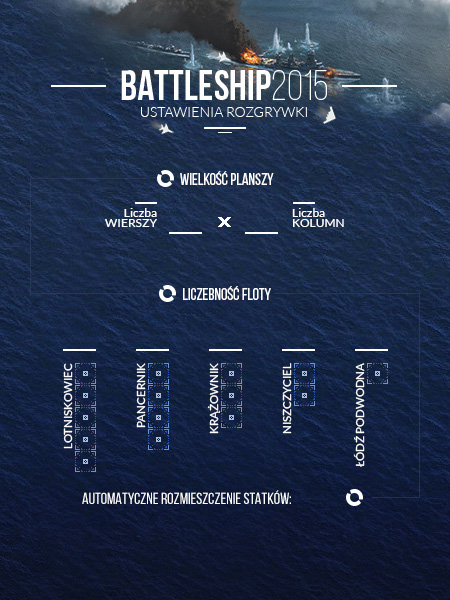 BATTLESHIP2015
USTAWIENIA ROZGRYWKI
WIELKOŚĆ PLANSZY
Liczba
WIERSZY
x
Liczba
KOLUMN
LICZEBNOŚĆ FLOTY
LOTNISKOWIEC
PANCERNIK
KRĄŻOWNIK
NISZCZYCIEL
ŁÓDŹ PODWODNA
AUTOMATYCZNE ROZMIESZCZENIE STATKÓW: